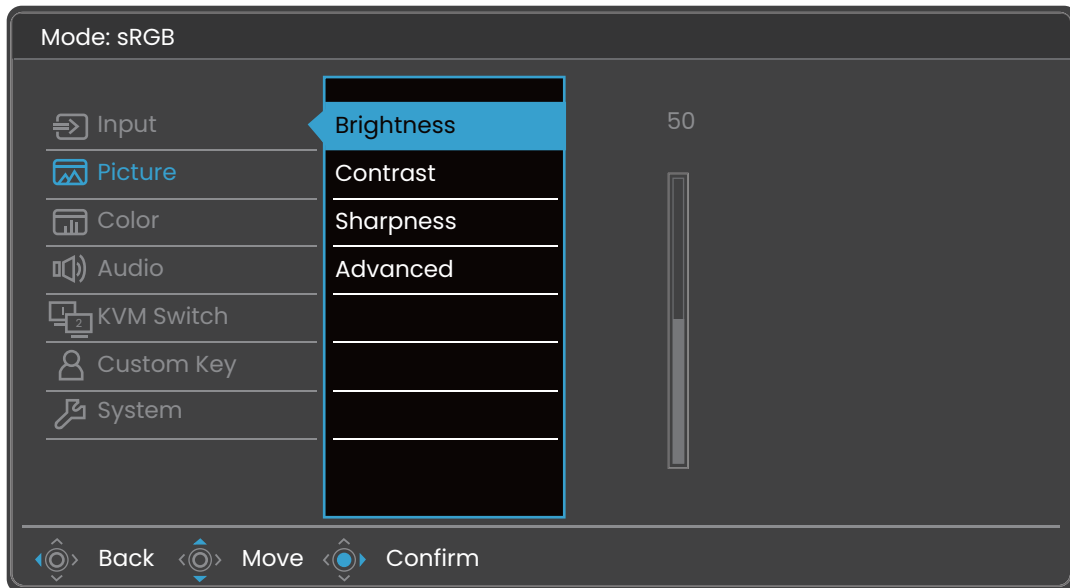 Mode: sRGB
Input
Picture
Color
Audio
1 2 KVM Switch
Custom Key
System
Brightness
Contrast
Sharpness
Advanced
50
Back Move Confirm